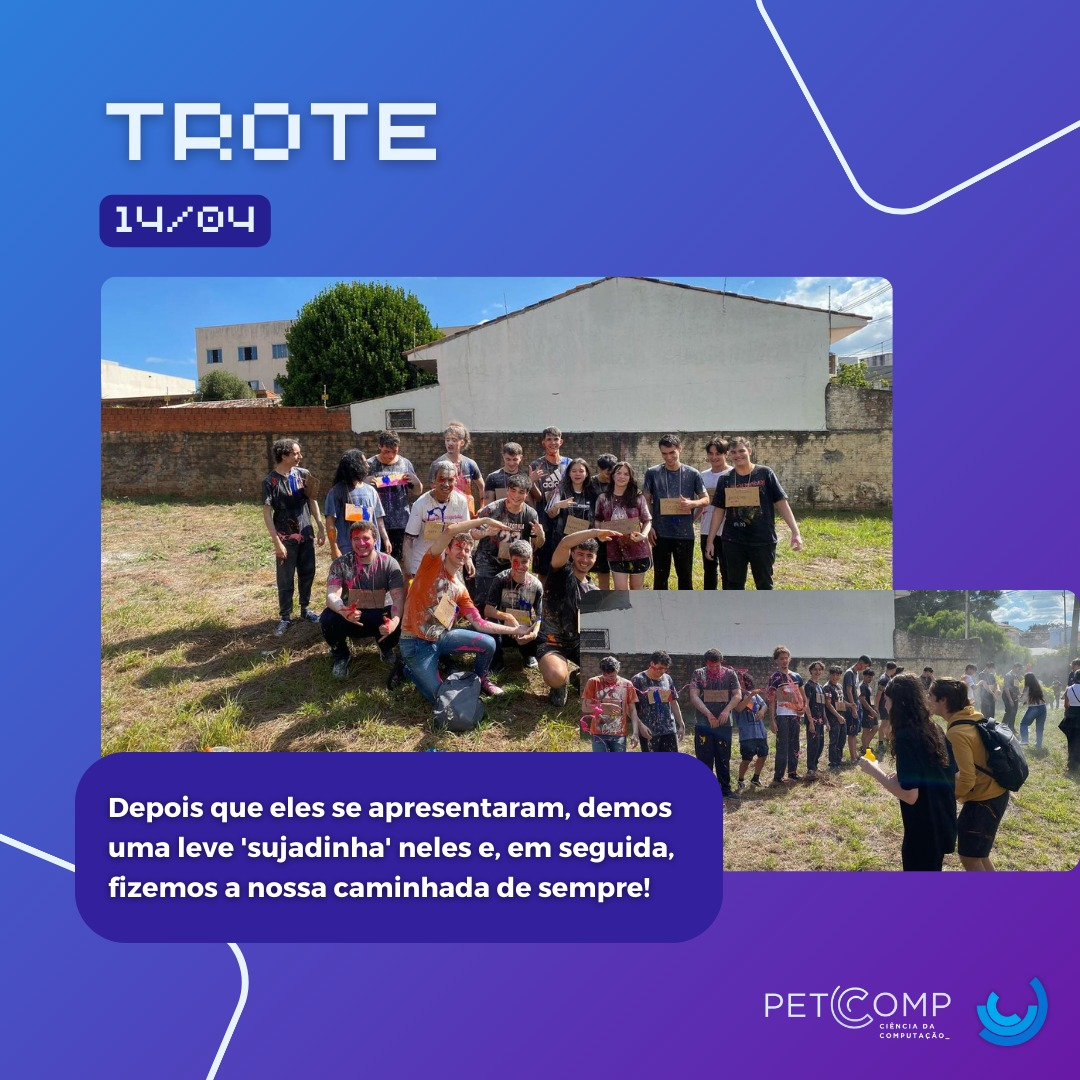 TROTE
14/04
Depois que eles se apresentaram, demos
uma leve 'sujadinha' neles e, em seguida,
fizemos a nossa caminhada de sempre!
PETCOMP
CIÊNCIA DA
COMPUTAÇÃO_